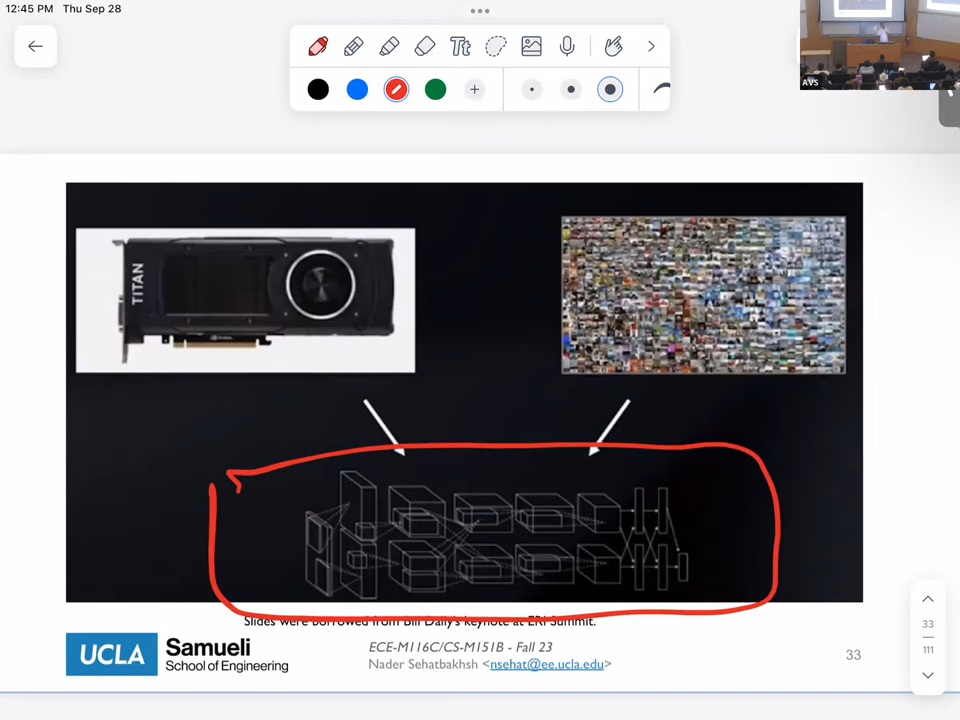 12:45 PM Thu Sep 28
Tt
AVS
TITAN
Slides were borrowed from Bill Dally's keynote at ERI Summit.
UCLA
Samueli
School of Engineering
ECE-M116C/CS-M151B - Fall 23
Nader Sehatbakhsh <nsehat@ee.ucla.edu>
33
33
111